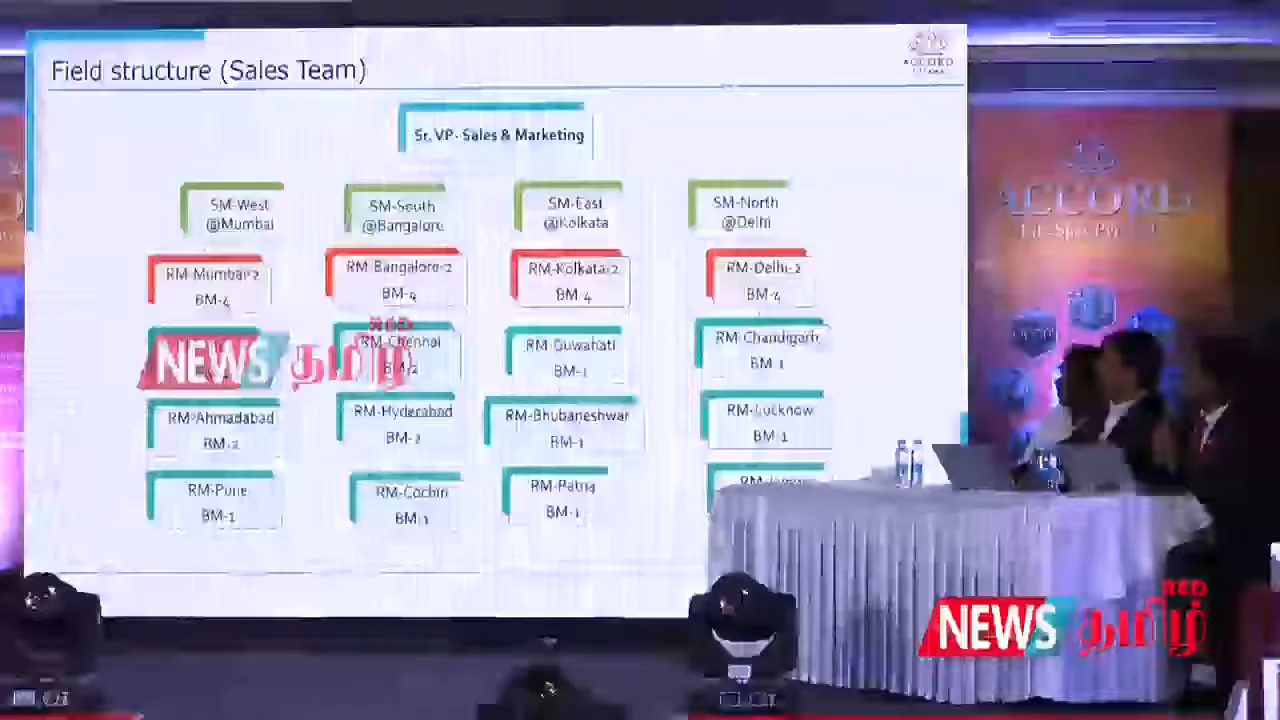 Field structure (Sales Team)
ACCORD
Sr. VP- Sales & Marketing
SM-West
@Mumbai
SM-South
@Bangalore
SM-East
@Kolkata
SM-North
@Delhi
RM-Mumbai-2
BM-4
RM-Bangalore-2
BM-4
RM-Kolkata-2
BM-4
RM-Delhi-2
BM-4
RM-Chennai
RM-Guwahati
BM-1
RM-Chandigarh
BM-1
RM-Ahmadabad
BM-2
RM-Hyderabad
BM-2
RM-Bhubaneshwar
BM-1
RM-Lucknow
BM-1
RM-Pune
BM-1
RM-Cochin
BM-1
RM-Patna
BM-1
ACCORD
RED
NEWS தமிழ்
RED
NEWS தமிழ்